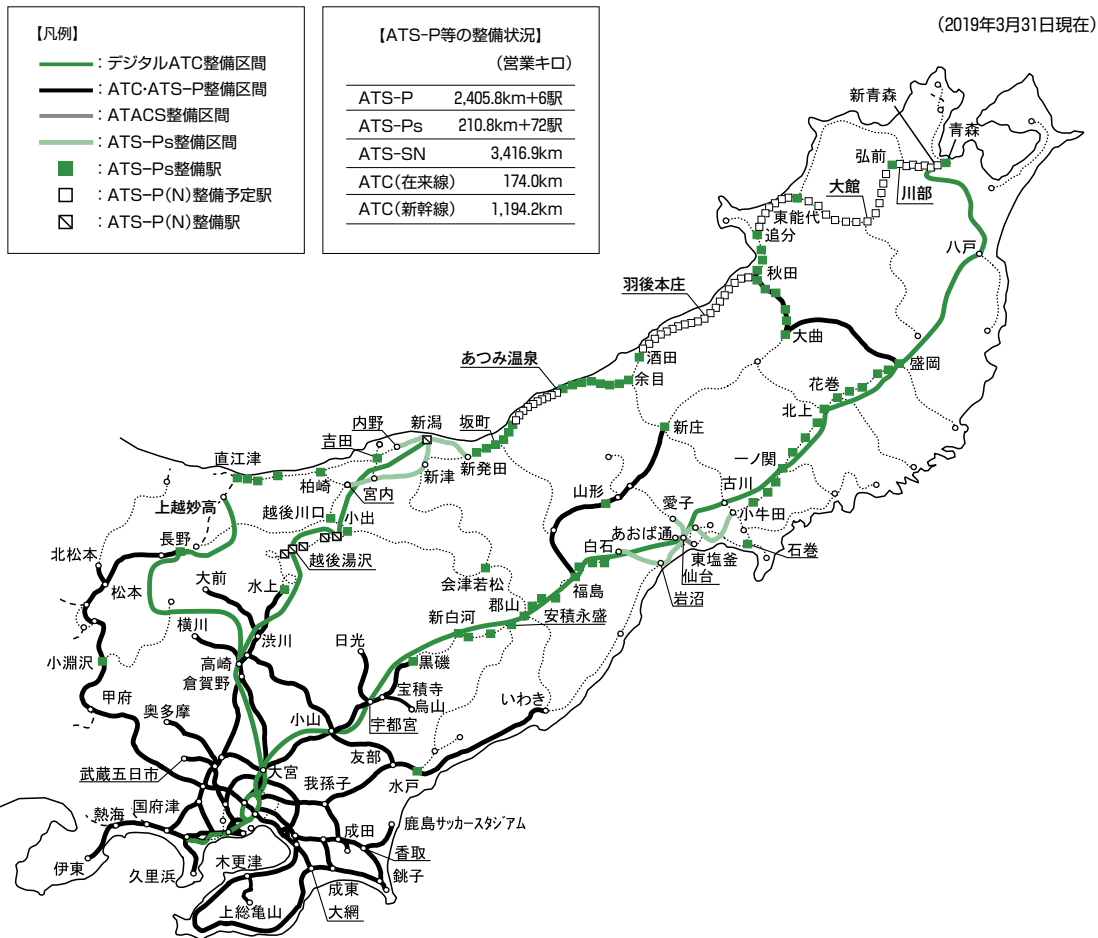 (2019年3月31日現在)
【凡例】
：デジタルATC整備区間
：ATC・ATS-P整備区間
：ATACS整備区間
：ATS-Ps整備区間
：ATS-Ps整備駅
：ATS-P(N)整備予定駅
：ATS-P(N)整備駅
【ATS-P等の整備状況】
(営業キロ)
ATS-P 2,405.8km+6駅
ATS-Ps 210.8km+72駅
ATS-SN 3,416.9km
ATC(在来線) 174.0km
ATC(新幹線) 1,194.2km
新青森
青森
弘前
川部
大館
東能代
追分
八戸
秋田
羽後本庄
大曲
酒田
あつみ温泉
余目
盛岡
花巻
北上
内野
新潟
坂町
吉田
新庄
直江津
柏崎
宮内
新津
新発田
一ノ関
古川
山形
愛子
小牛田
上越妙高
越後川口
小出
あおば通
長野
北松本
越後湯沢
白石
東塩釜
石巻
仙台
松本
大前
水上
会津若松
福島
岩沼
郡山
安積永盛
新白河
横川
渋川
日光
小淵沢
高崎
黒磯
倉賀野
宝積寺
烏山
いわき
甲府
奥多摩
小山
宇都宮
友部
武蔵五日市
大宮
我孫子
水戸
熱海
国府津
成田
鹿島サッカースタジアム
香取
伊東
久里浜
木更津
銚子
成東
上総亀山
大網